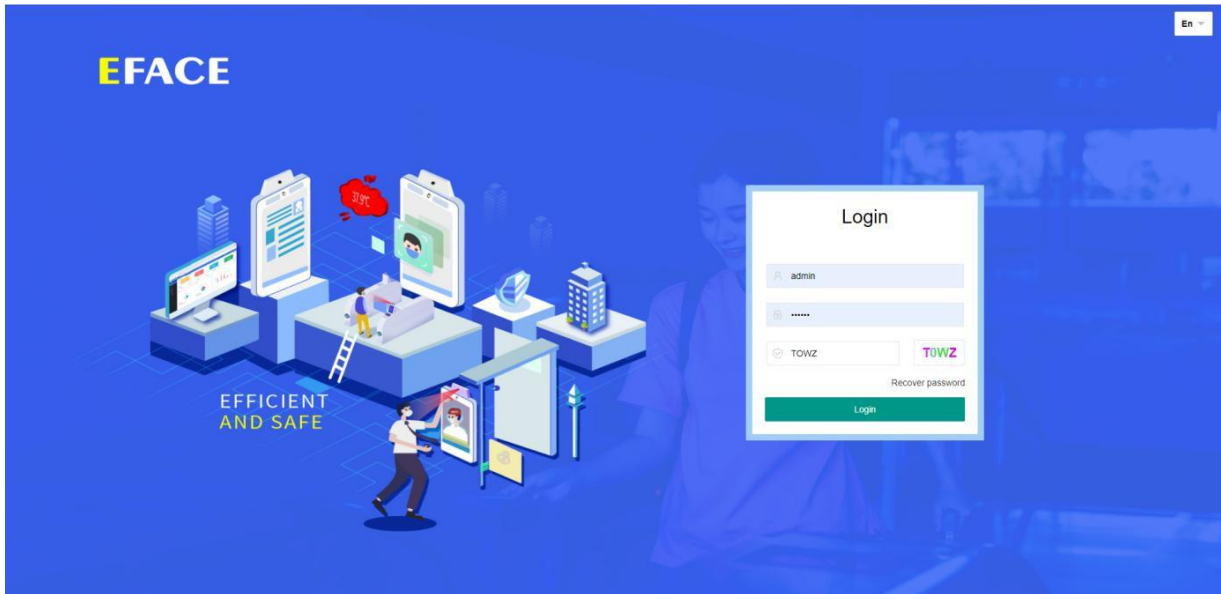 En
EFACE
37.9℃
Login
admin
••••••
TOWZ
T0WZ
Recover password
EFFICIENT
AND SAFE
Login